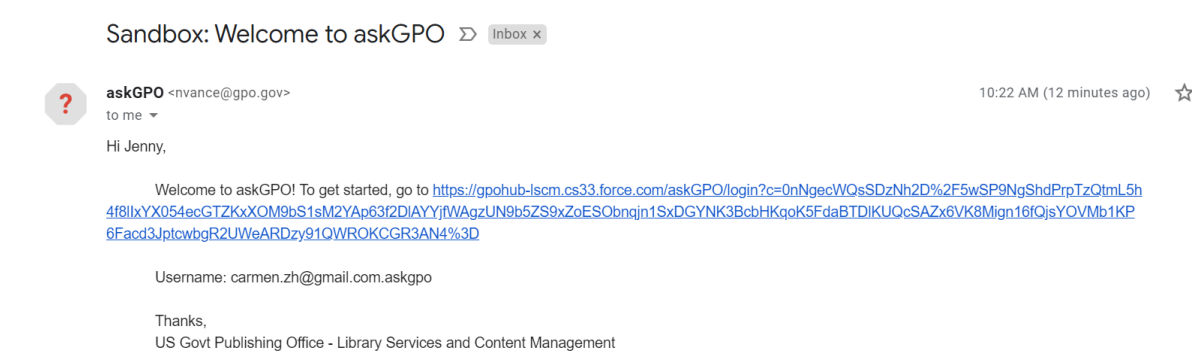 Sandbox: Welcome to askGPO Inbox x
?
askGPO <nvance@gpo.gov> 10:22 AM (12 minutes ago)
to me
Hi Jenny,
Welcome to askGPO! To get started, go to https://gpohub-lscm.cs33.force.com/askGPO/login?c=0nNgecWQsSDzNh2D%2F5wSP9NgShdPrpTzQtmL5h
4f8lIxYX054ecGTZKxXOM9bS1sM2YAp63f2DlAYYjfWAgzUN9b5ZS9xZoESObnqjn1SxDGYNK3BcbHKqoK5FdaBTDlKUQcSAZx6VK8Mign16fQjsYOVMb1KP
6Facd3JptcwbgR2UWeARDzy91QWROKCGR3AN4%3D
Username: carmen.zh@gmail.com.askgpo
Thanks,
US Govt Publishing Office - Library Services and Content Management